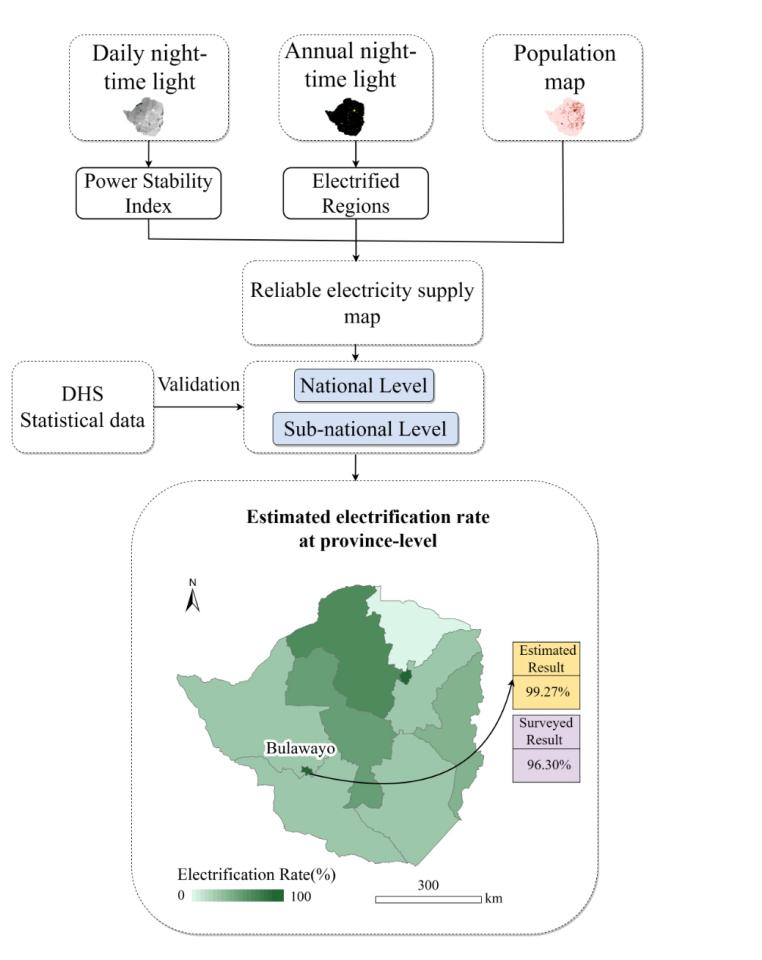 Daily night-
time light
Annual night-
time light
Population
map
Power Stability
Index
Electrified
Regions
Reliable electricity supply
map
DHS
Statistical data
Validation
National Level
Sub-national Level
Estimated electrification rate
at province-level
N
Estimated
Result
99.27%
Surveyed
Result
96.30%
Bulawayo
Electrification Rate(%)
0
100
300
km